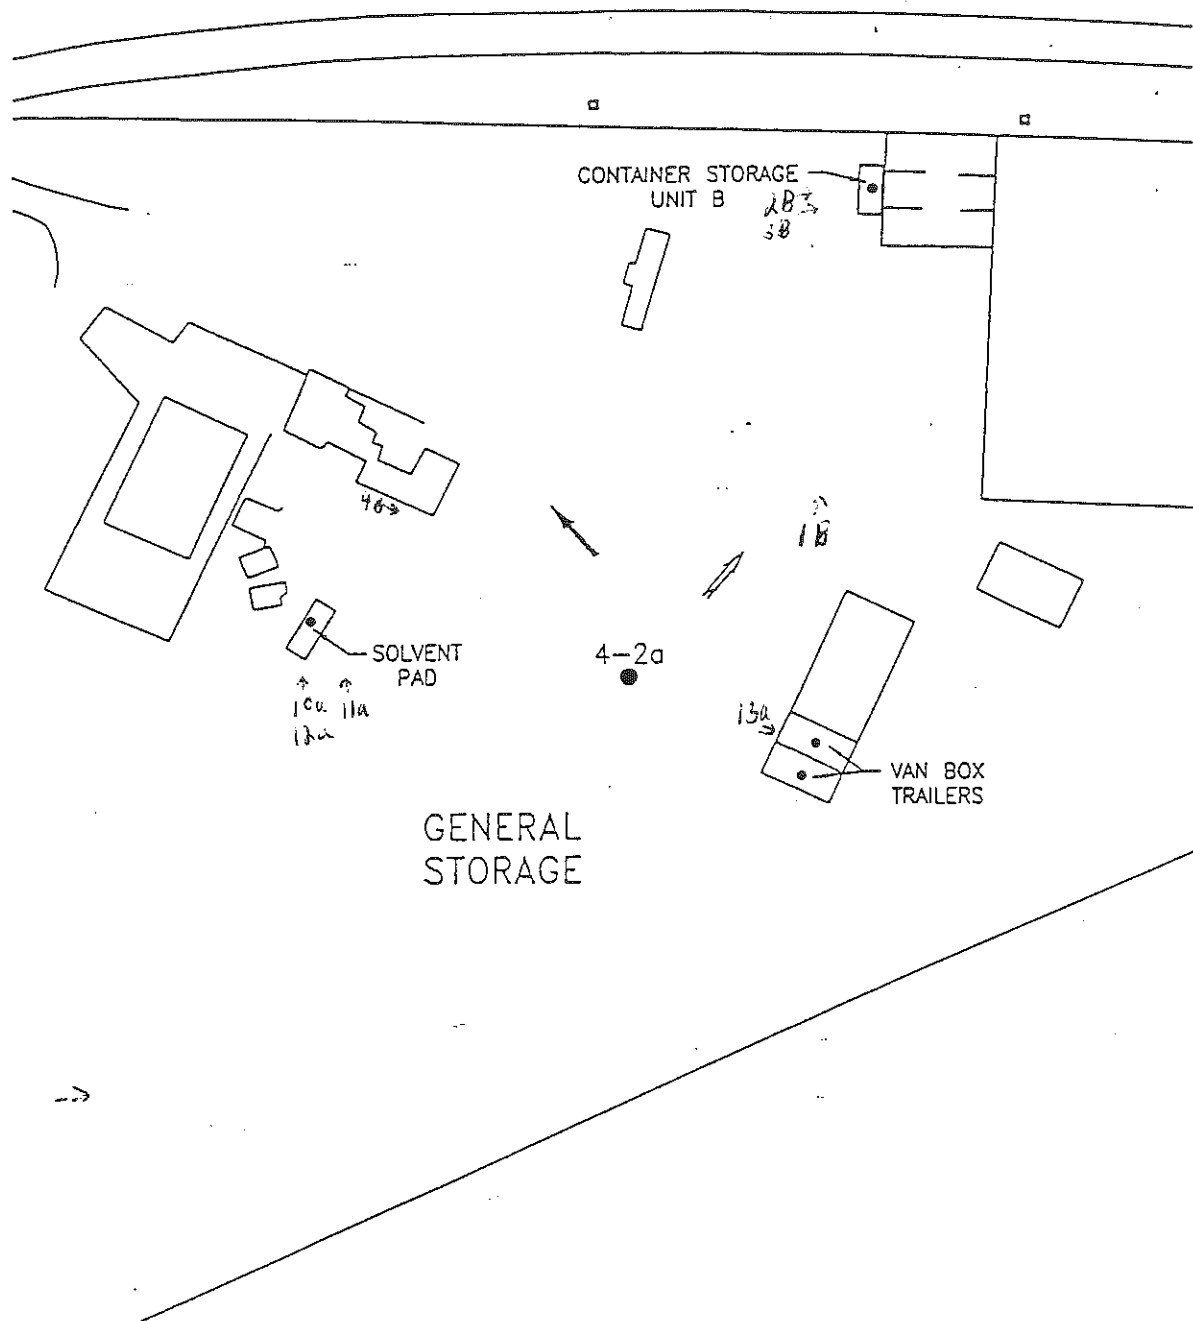 CONTAINER STORAGE
UNIT B
2B
3B
1B
SOLVENT
PAD
4-2a
10a 11a
12a
13a
VAN BOX
TRAILERS
GENERAL
STORAGE